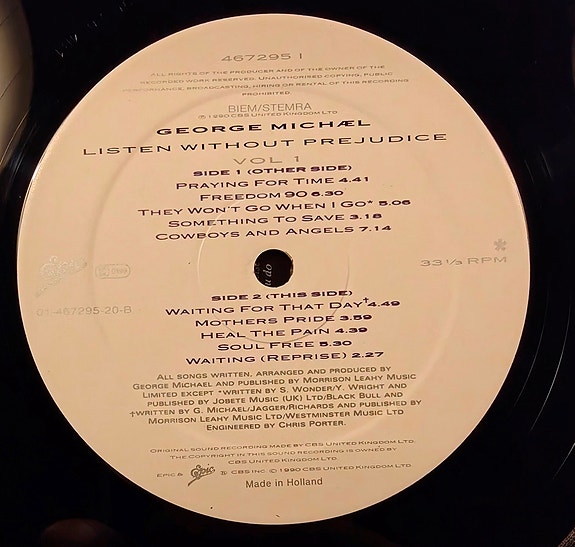 467295 1
ALL RIGHTS OF THE PRODUCER AND OF THE OWNER OF THE
RECORDED WORK RESERVED. UNAUTHORISED COPYING, PUBLIC
PERFORMANCE, BROADCASTING, HIRING OR RENTAL OF THIS RECORDING
PROHIBITED
BIEM/STEMRA
℗ 1990 CBS UNITED KINGDOM LTD.
GEORGE MICHÆL
LISTEN WITHOUT PREJUDICE
VOL 1
SIDE 1 (OTHER SIDE)
PRAYING FOR TIME 4.41
FREEDOM 90 6.30
THEY WON'T GO WHEN I GO* 5.06
SOMETHING TO SAVE 3.18
COWBOYS AND ANGELS 7.14
*
33⅓ RPM
Epic
01-467295-20-B
SIDE 2 (THIS SIDE)
WAITING FOR THAT DAY† 4.49
MOTHERS PRIDE 3.59
HEAL THE PAIN 4.39
SOUL FREE 5.30
WAITING (REPRISE) 2.27
ALL SONGS WRITTEN, ARRANGED AND PRODUCED BY
GEORGE MICHAEL AND PUBLISHED BY MORRISON LEAHY MUSIC
LIMITED EXCEPT *WRITTEN BY S. WONDER/Y. WRIGHT AND
PUBLISHED BY JOBETE MUSIC (UK) LTD/BLACK BULL AND
†WRITTEN BY G. MICHAEL/JAGGER/RICHARDS AND PUBLISHED BY
MORRISON LEAHY MUSIC LTD/WESTMINSTER MUSIC LTD
ENGINEERED BY CHRIS PORTER.
ORIGINAL SOUND RECORDING MADE BY CBS UNITED KINGDOM LTD.
THE COPYRIGHT IN THIS SOUND RECORDING IS OWNED BY
CBS UNITED KINGDOM LTD.
EPIC & Epic ® CBS INC © 1990 CBS UNITED KINGDOM LTD.
Made in Holland